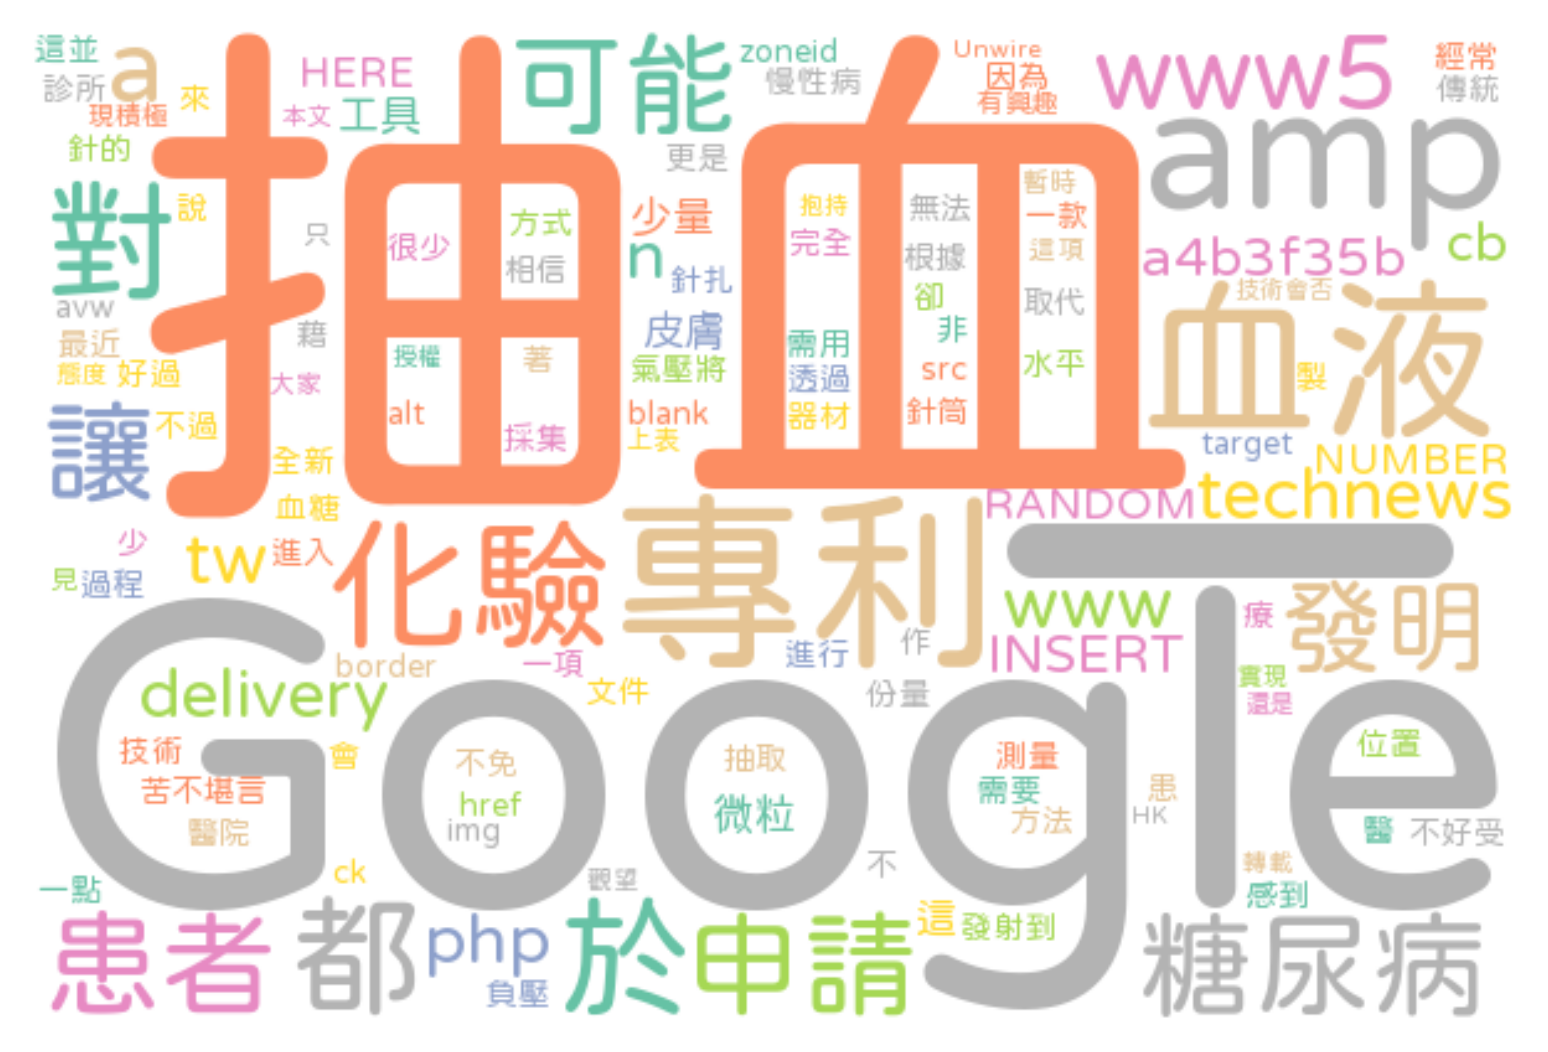 這並
診所
a
現積極
來
HERE
本文
工具
針的
抽血
可能
zoneid
慢性病
更是
Unwire
因為
有興趣
www5
經常
傳統
amp
對
說
只
很少
方式
相信
少量
n
針扎
抱持
完全
無法
根據
卻
非
暫時
一款
這項
取代
a4b3f35b
cb
avw
最近
態度
好過
藉
大家
授權
著
皮膚
氣壓將
需用
透過
器材
src
針筒
水平
血液
技術會否
製
讓
不過
alt
採集
blank
上表
target
NUMBER
全新
血糖
RANDOM
technews
少
見
過程
tw
進入
化驗
專利
一
www
INSERT
療
發明
進行
作
border
一項
文件
份量
實現
還是
delivery
Google
技術
苦不堪言
醫院
會
不免
href
img
抽取
微粒
測量
需要
方法
患
HK
位置
醫
不好受
ck
一點
觀望
不
轉載
感到
患者
都
php
負壓
於
申請
這
發射到
糖尿病